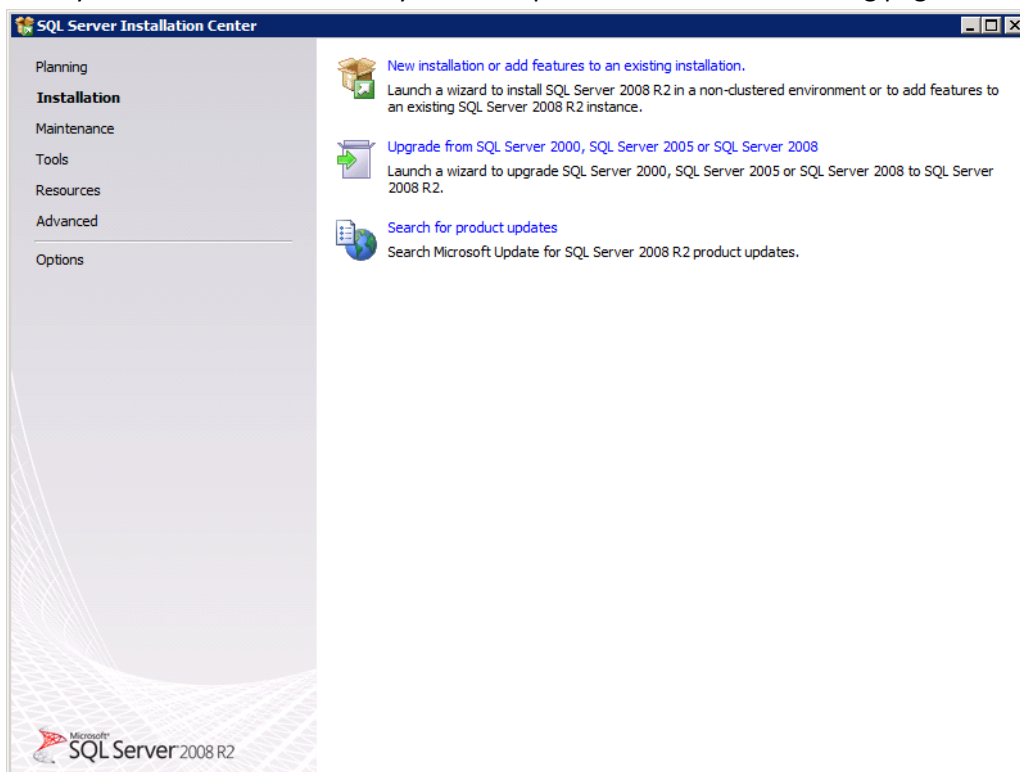 SQL Server Installation Center
Planning
Installation
Maintenance
Tools
Resources
Advanced
Options
New installation or add features to an existing installation.
Launch a wizard to install SQL Server 2008 R2 in a non-clustered environment or to add features to
an existing SQL Server 2008 R2 instance.
Upgrade from SQL Server 2000, SQL Server 2005 or SQL Server 2008
Launch a wizard to upgrade SQL Server 2000, SQL Server 2005 or SQL Server 2008 to SQL Server
2008 R2.
Search for product updates
Search Microsoft Update for SQL Server 2008 R2 product updates.
Microsoft
SQL Server 2008 R2